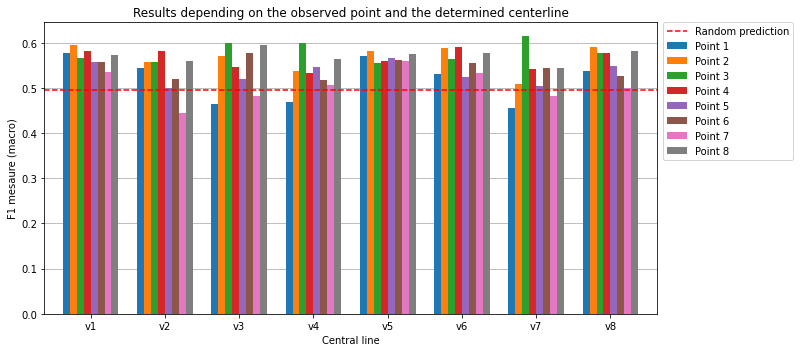 Results depending on the observed point and the determined centerline
F1 mesaure (macro)
0.6
0.5
0.4
0.3
0.2
0.1
0.0
v1 v2 v3 v4 v5 v6 v7 v8
Central line
Random prediction
Point 1
Point 2
Point 3
Point 4
Point 5
Point 6
Point 7
Point 8